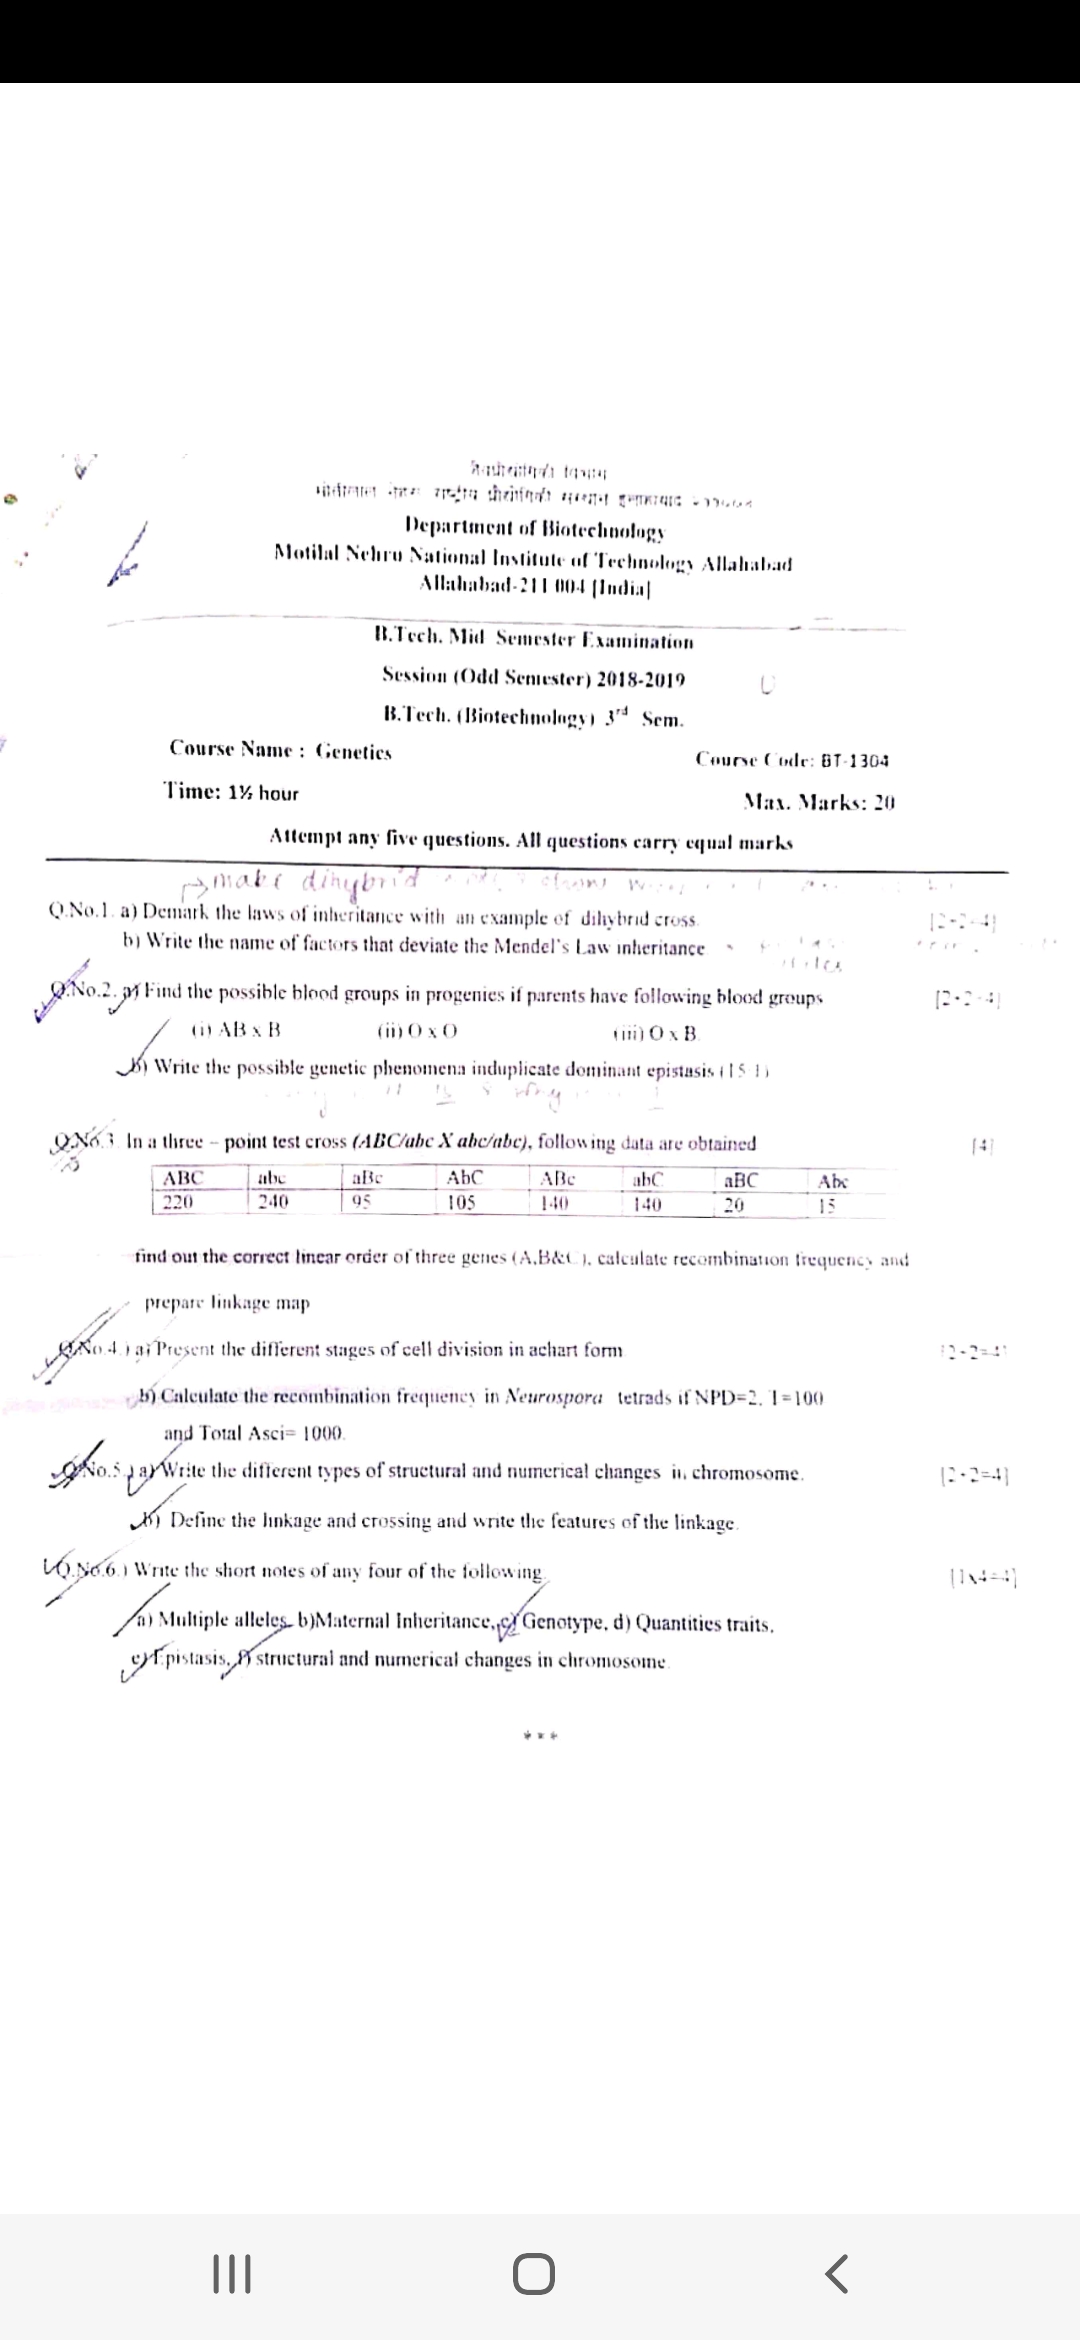 Department of Biotechnology
Motilal Nehru National Institute of Technology Allahabad
Allahabad-211 004 [India]
B.Tech. Mid Semester Examination
Session (Odd Semester) 2018-2019
B.Tech. (Biotechnology) 3rd Sem.
Course Name : Genetics
Course Code: BT-1304
Time: 1½ hour
Max. Marks: 20
Attempt any five questions. All questions carry equal marks
make dihybrid
Q.No.1. a) Demark the laws of inheritance with an example of dihybrid cross. [2+2=4]
b) Write the name of factors that deviate the Mendel's Law inheritance
Q.No.2. a) Find the possible blood groups in progenies if parents have following blood groups [2+2=4]
(i) AB x B (ii) O x O (iii) O x B.
b) Write the possible genetic phenomena induplicate dominant epistasis (15:1)
Q.No.3. In a three – point test cross (ABC/abc X abc/abc), following data are obtained [4]
ABC abc aBc AbC ABc abC aBC Abc
220 240 95 105 140 140 20 15
find out the correct linear order of three genes (A,B&C), calculate recombination frequency and
prepare linkage map
Q.No.4.) a) Present the different stages of cell division in achart form [2+2=4]
b) Calculate the recombination frequency in Neurospora tetrads if NPD=2, T=100
and Total Asci= 1000.
Q.No.5.) a) Write the different types of structural and numerical changes in chromosome. [2+2=4]
b) Define the linkage and crossing and write the features of the linkage.
Q.No.6.) Write the short notes of any four of the following. [1x4=4]
a) Multiple alleles, b)Maternal Inheritance, c) Genotype, d) Quantities traits,
e) Epistasis, f) structural and numerical changes in chromosome.
***